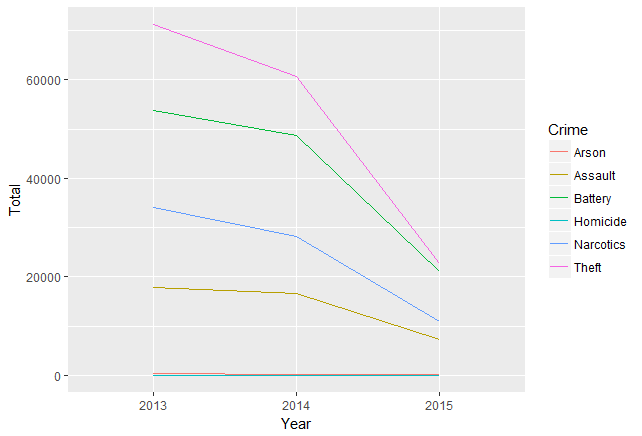 60000
40000
20000
0
Total
2013
2014
2015
Year
Crime
Arson
Assault
Battery
Homicide
Narcotics
Theft